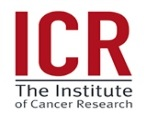 ICR
The Institute
of Cancer Research